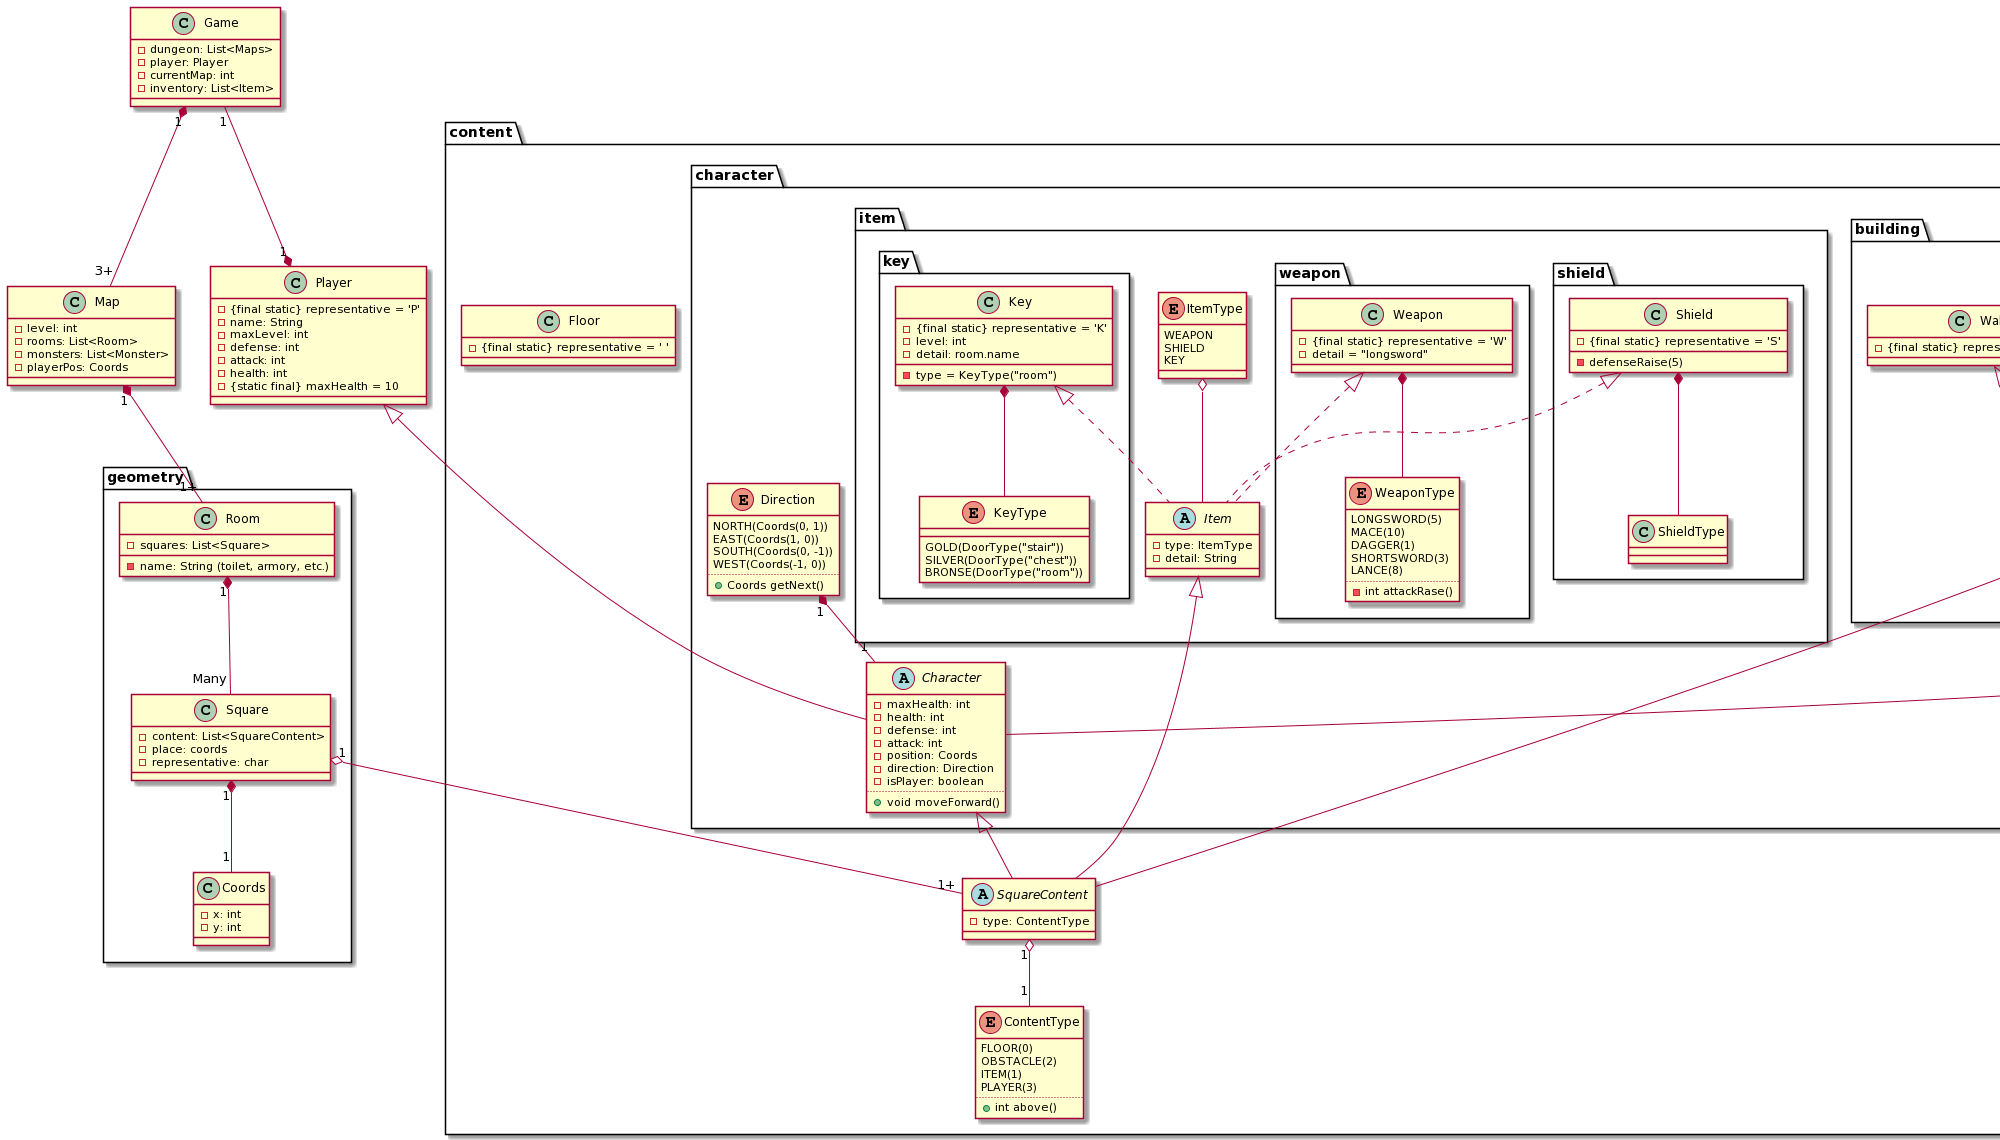 C Game
dungeon: List<Maps>
player: Player
currentMap: int
inventory: List<Item>
1
1
3+
1
C Map
level: int
rooms: List<Room>
monsters: List<Monster>
playerPos: Coords
1
C Player
{final static} representative = 'P'
name: String
maxLevel: int
defense: int
attack: int
health: int
{static final} maxHealth = 10
geometry
1+
C Room
squares: List<Square>
name: String (toilet, armory, etc.)
1
Many
C Square
content: List<SquareContent>
place: coords
representative: char
1
1
1
C Coords
x: int
y: int
content
C Floor
{final static} representative = ' '
character
E Direction
NORTH(Coords(0, 1))
EAST(Coords(1, 0))
SOUTH(Coords(0, -1))
WEST(Coords(-1, 0))
Coords getNext()
1
1
item
key
C Key
{final static} representative = 'K'
level: int
detail: room.name
type = KeyType("room")
E KeyType
GOLD(DoorType("stair"))
SILVER(DoorType("chest"))
BRONSE(DoorType("room"))
E ItemType
WEAPON
SHIELD
KEY
A Item
type: ItemType
detail: String
weapon
C Weapon
{final static} representative = 'W'
detail = "longsword"
E WeaponType
LONGSWORD(5)
MACE(10)
DAGGER(1)
SHORTSWORD(3)
LANCE(8)
int attackRase()
shield
C Shield
{final static} representative = 'S'
defenseRaise(5)
C ShieldType
building
C
{final static}
A Character
maxHealth: int
health: int
defense: int
attack: int
position: Coords
direction: Direction
isPlayer: boolean
void moveForward()
1+
A SquareContent
type: ContentType
1
1
E ContentType
FLOOR(0)
OBSTACLE(2)
ITEM(1)
PLAYER(3)
int above()